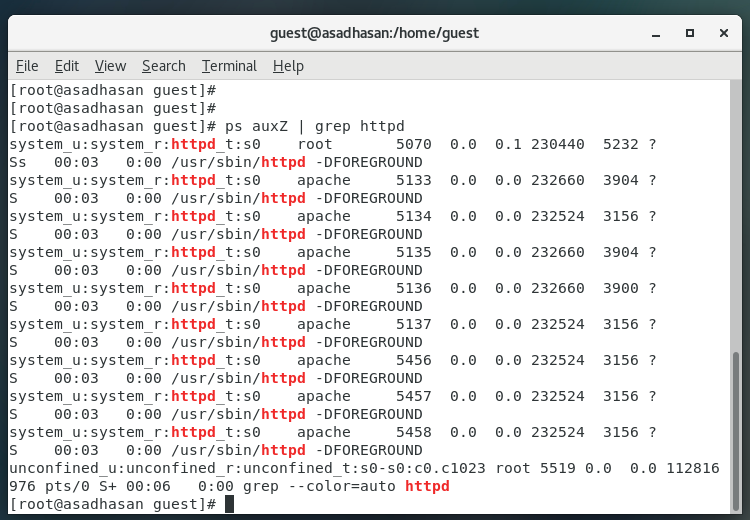 guest@asadhasan:/home/guest
File Edit View Search Terminal Help
[root@asadhasan guest]#
[root@asadhasan guest]#
[root@asadhasan guest]# ps auxZ | grep httpd
system_u:system_r:httpd_t:s0    root       5070  0.0  0.1 230440  5232 ?
Ss   00:03   0:00 /usr/sbin/httpd -DFOREGROUND
system_u:system_r:httpd_t:s0    apache     5133  0.0  0.0 232660  3904 ?
S    00:03   0:00 /usr/sbin/httpd -DFOREGROUND
system_u:system_r:httpd_t:s0    apache     5134  0.0  0.0 232524  3156 ?
S    00:03   0:00 /usr/sbin/httpd -DFOREGROUND
system_u:system_r:httpd_t:s0    apache     5135  0.0  0.0 232660  3904 ?
S    00:03   0:00 /usr/sbin/httpd -DFOREGROUND
system_u:system_r:httpd_t:s0    apache     5136  0.0  0.0 232660  3900 ?
S    00:03   0:00 /usr/sbin/httpd -DFOREGROUND
system_u:system_r:httpd_t:s0    apache     5137  0.0  0.0 232524  3156 ?
S    00:03   0:00 /usr/sbin/httpd -DFOREGROUND
system_u:system_r:httpd_t:s0    apache     5456  0.0  0.0 232524  3156 ?
S    00:03   0:00 /usr/sbin/httpd -DFOREGROUND
system_u:system_r:httpd_t:s0    apache     5457  0.0  0.0 232524  3156 ?
S    00:03   0:00 /usr/sbin/httpd -DFOREGROUND
system_u:system_r:httpd_t:s0    apache     5458  0.0  0.0 232524  3156 ?
S    00:03   0:00 /usr/sbin/httpd -DFOREGROUND
unconfined_u:unconfined_r:unconfined_t:s0-s0:c0.c1023 root 5519 0.0  0.0 112816
976 pts/0 S+ 00:06   0:00 grep --color=auto httpd
[root@asadhasan guest]#